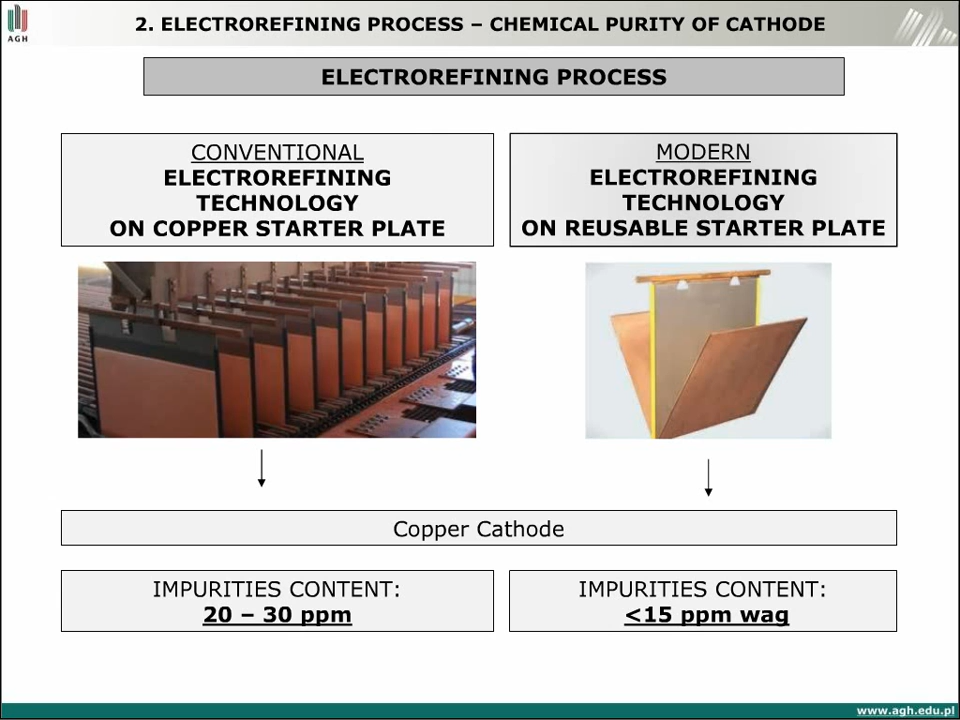 AGH
2. ELECTROREFINING PROCESS – CHEMICAL PURITY OF CATHODE
ELECTROREFINING PROCESS
CONVENTIONAL
ELECTROREFINING
TECHNOLOGY
ON COPPER STARTER PLATE
MODERN
ELECTROREFINING
TECHNOLOGY
ON REUSABLE STARTER PLATE
Copper Cathode
IMPURITIES CONTENT:
20 – 30 ppm
IMPURITIES CONTENT:
<15 ppm wag
www.agh.edu.pl